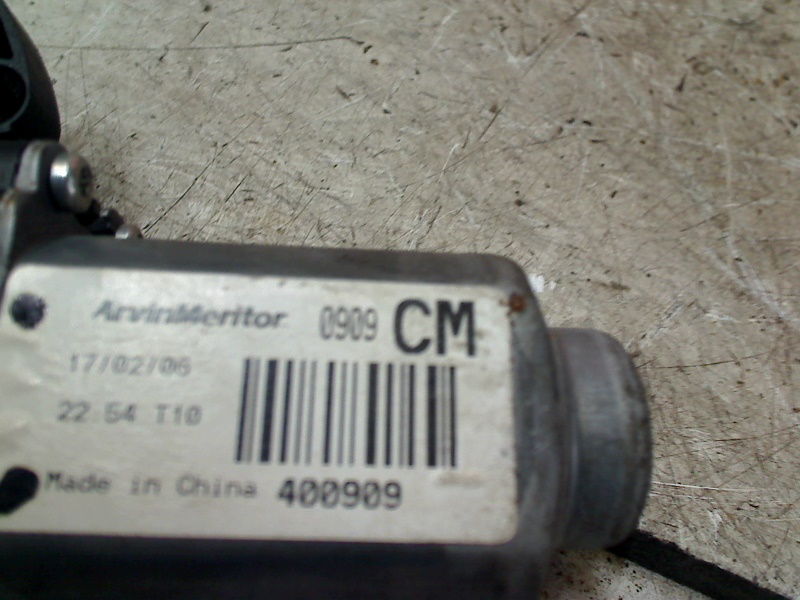 ArvinMeritor 0909 CM
17/02/06
22 54 T10
Made in China 400909